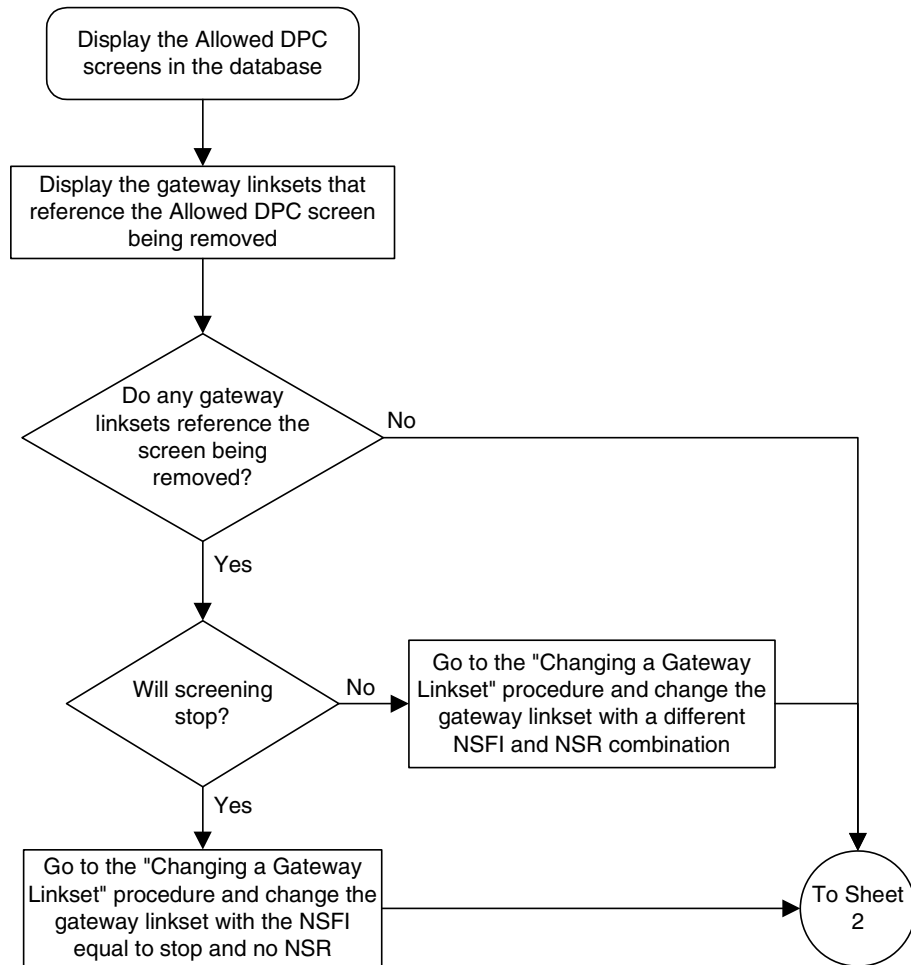 Display the Allowed DPC
screens in the database
Display the gateway linksets that
reference the Allowed DPC screen
being removed
Do any gateway
linksets reference the
screen being
removed?
No
Yes
Will screening
stop?
No
Go to the "Changing a Gateway
Linkset" procedure and change the
gateway linkset with a different
NSFI and NSR combination
Yes
Go to the "Changing a Gateway
Linkset" procedure and change the
gateway linkset with the NSFI
equal to stop and no NSR
To Sheet
2